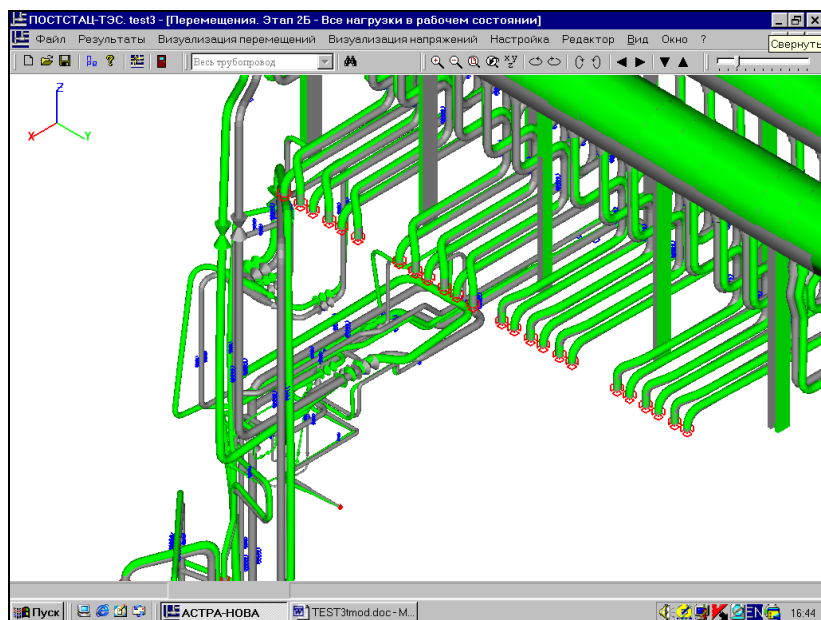 ПОСТСТАЦ-ТЭС. test3 - [Перемещения. Этап 2Б - Все нагрузки в рабочем состоянии]
Файл Результаты Визуализация перемещений Визуализация напряжений Настройка Редактор Вид Окно ?
Свернуть
Весь трубопровод
Z
X
Y
Пуск АСТРА-НОВА TEST3tmod.doc - M... EN 16:44